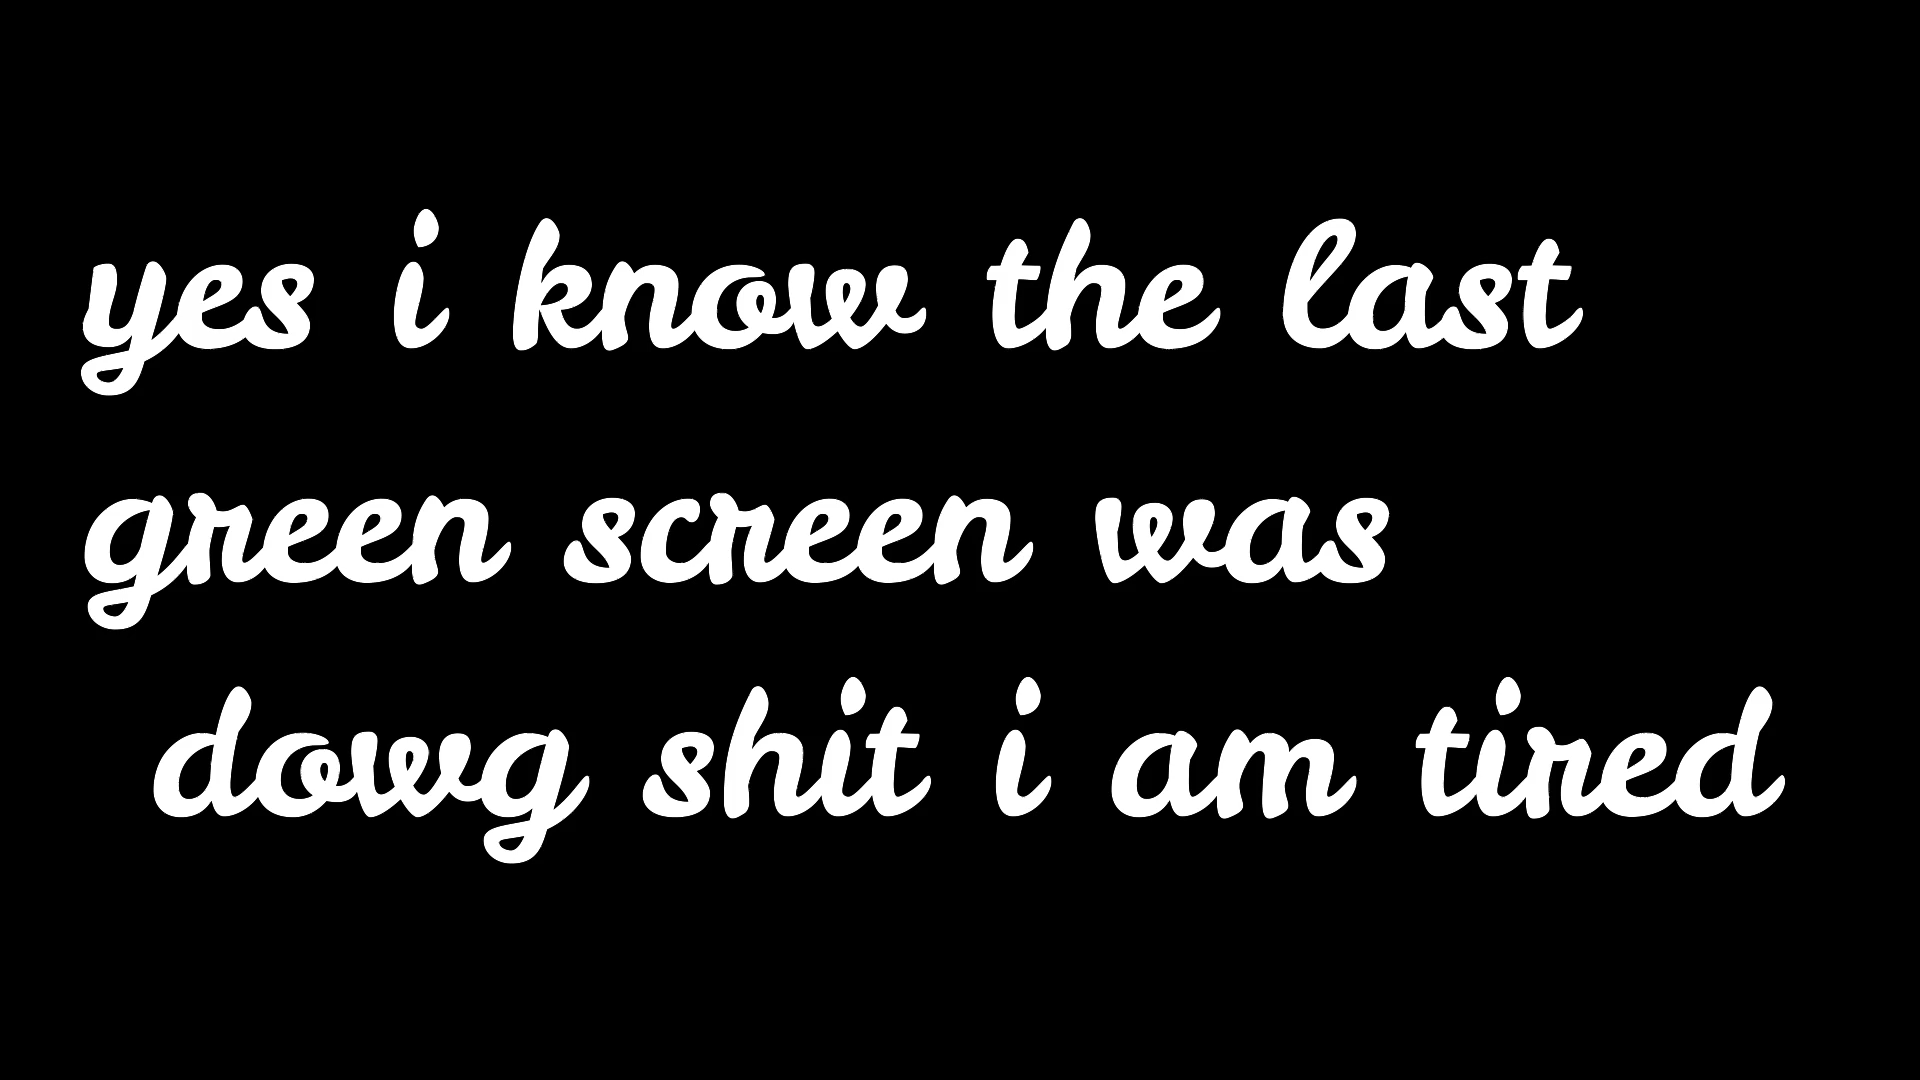 yes i know the last
green screen was
dowg shit i am tired